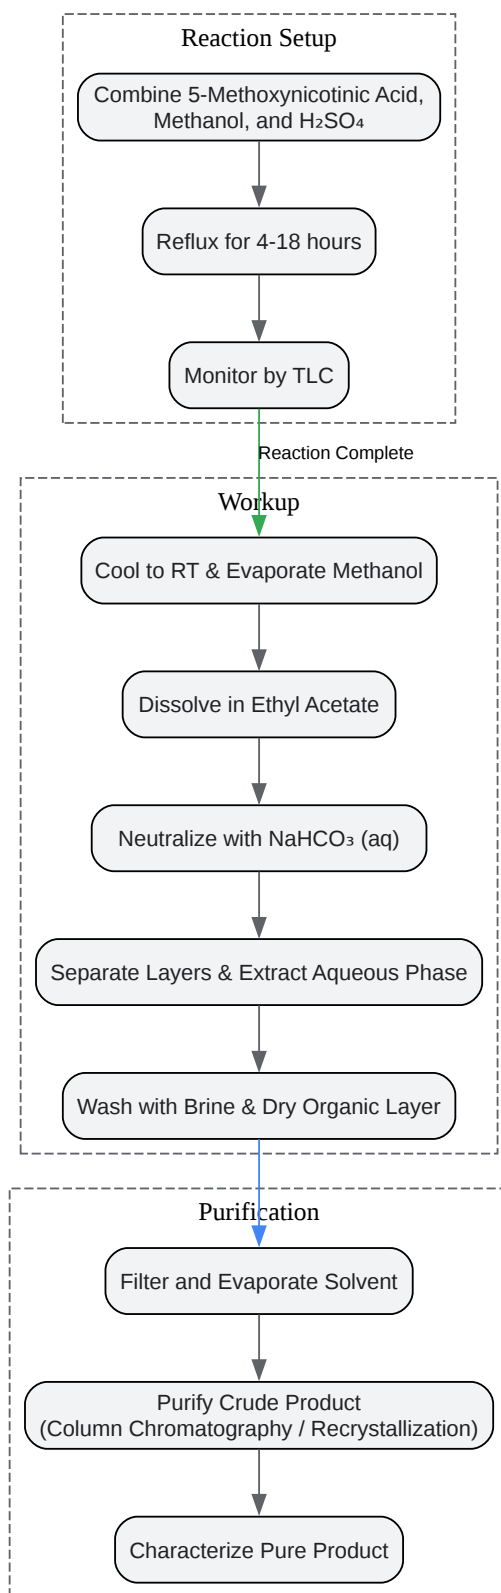 Reaction Setup
Combine 5-Methoxynicotinic Acid,
Methanol, and H₂SO₄
Reflux for 4-18 hours
Monitor by TLC
Reaction Complete
Workup
Cool to RT & Evaporate Methanol
Dissolve in Ethyl Acetate
Neutralize with NaHCO₃ (aq)
Separate Layers & Extract Aqueous Phase
Wash with Brine & Dry Organic Layer
Purification
Filter and Evaporate Solvent
Purify Crude Product
(Column Chromatography / Recrystallization)
Characterize Pure Product